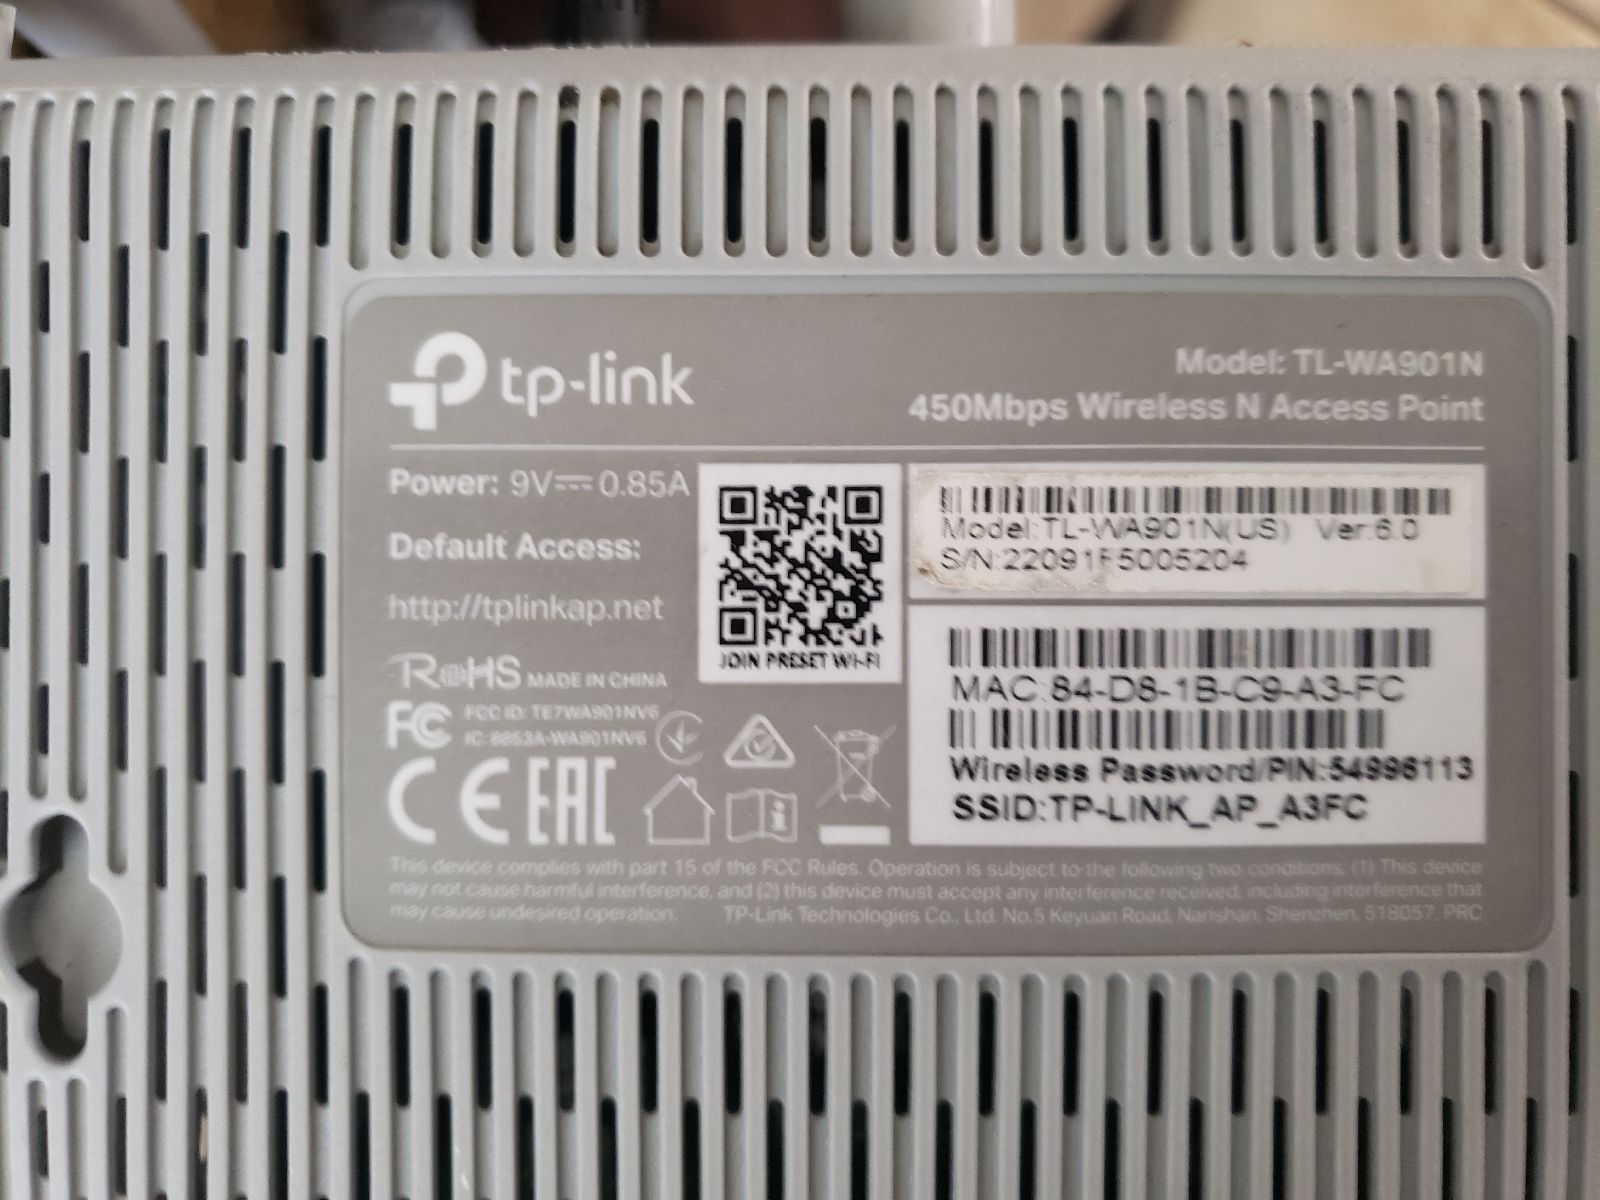 tp-link
Model: TL-WA901N
450Mbps Wireless N Access Point
Power: 9V⎓0.85A
Default Access:
http://tplinkap.net
RoHS MADE IN CHINA
FC FCC ID: TE7WA901NV6
IC: 8853A-WA901NV6
CE EAC
JOIN PRESET WI-FI
Model:TL-WA901N(US) Ver:6.0
S/N:22091F5005204
MAC:84-D8-1B-C9-A3-FC
Wireless Password/PIN:54996113
SSID:TP-LINK_AP_A3FC
This device complies with part 15 of the FCC Rules. Operation is subject to the following two conditions: (1) This device
may not cause harmful interference, and (2) this device must accept any interference received, including interference that
may cause undesired operation. TP-Link Technologies Co., Ltd. No.5 Keyuan Road, Nanshan, Shenzhen, 518057, PRC